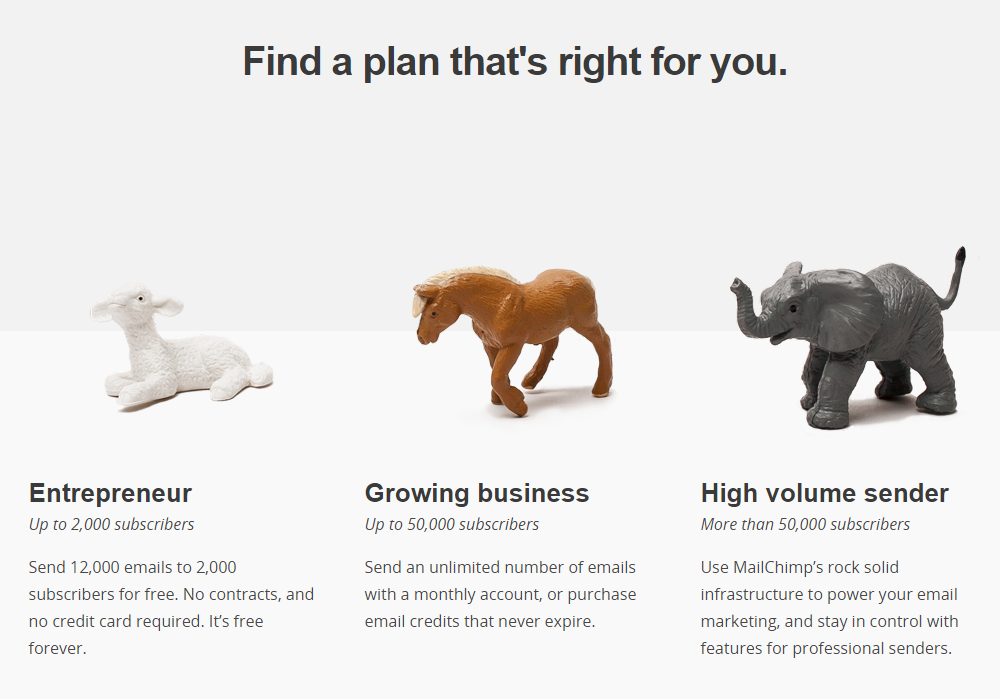 Find a plan that's right for you.
Entrepreneur
Up to 2,000 subscribers
Send 12,000 emails to 2,000
subscribers for free. No contracts, and
no credit card required. It’s free
forever.
Growing business
Up to 50,000 subscribers
Send an unlimited number of emails
with a monthly account, or purchase
email credits that never expire.
High volume sender
More than 50,000 subscribers
Use MailChimp’s rock solid
infrastructure to power your email
marketing, and stay in control with
features for professional senders.